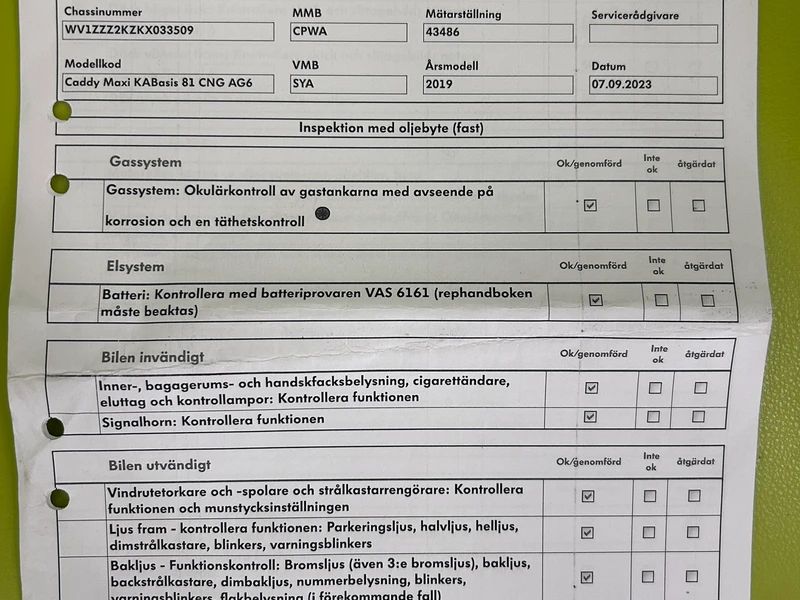 Chassinummer MMB Mätarställning Servicerådgivare
WV1ZZZ2KZKX033509 CPWA 43486
Modellkod VMB Årsmodell Datum
Caddy Maxi KABasis 81 CNG AG6 SYA 2019 07.09.2023
Inspektion med oljebyte (fast)
Gassystem Ok/genomförd Inte ok åtgärdat
Gassystem: Okulärkontroll av gastankarna med avseende på
korrosion och en täthetskontroll
Elsystem Ok/genomförd Inte ok åtgärdat
Batteri: Kontrollera med batteriprovaren VAS 6161 (rephandboken
måste beaktas)
Bilen invändigt Ok/genomförd Inte ok åtgärdat
Inner-, bagagerums- och handskfacksbelysning, cigarettändare,
eluttag och kontrollampor: Kontrollera funktionen
Signalhorn: Kontrollera funktionen
Bilen utvändigt Ok/genomförd Inte ok åtgärdat
Vindrutetorkare och -spolare och strålkastarrengörare: Kontrollera
funktionen och munstycksinställningen
Ljus fram - kontrollera funktionen: Parkeringsljus, halvljus, helljus,
dimstrålkastare, blinkers, varningsblinkers
Bakljus - Funktionskontroll: Bromsljus (även 3:e bromsljus), bakljus,
backstrålkastare, dimbakljus, nummerbelysning, blinkers,
varningsblinkers, flakbelysning (i förekommande fall)